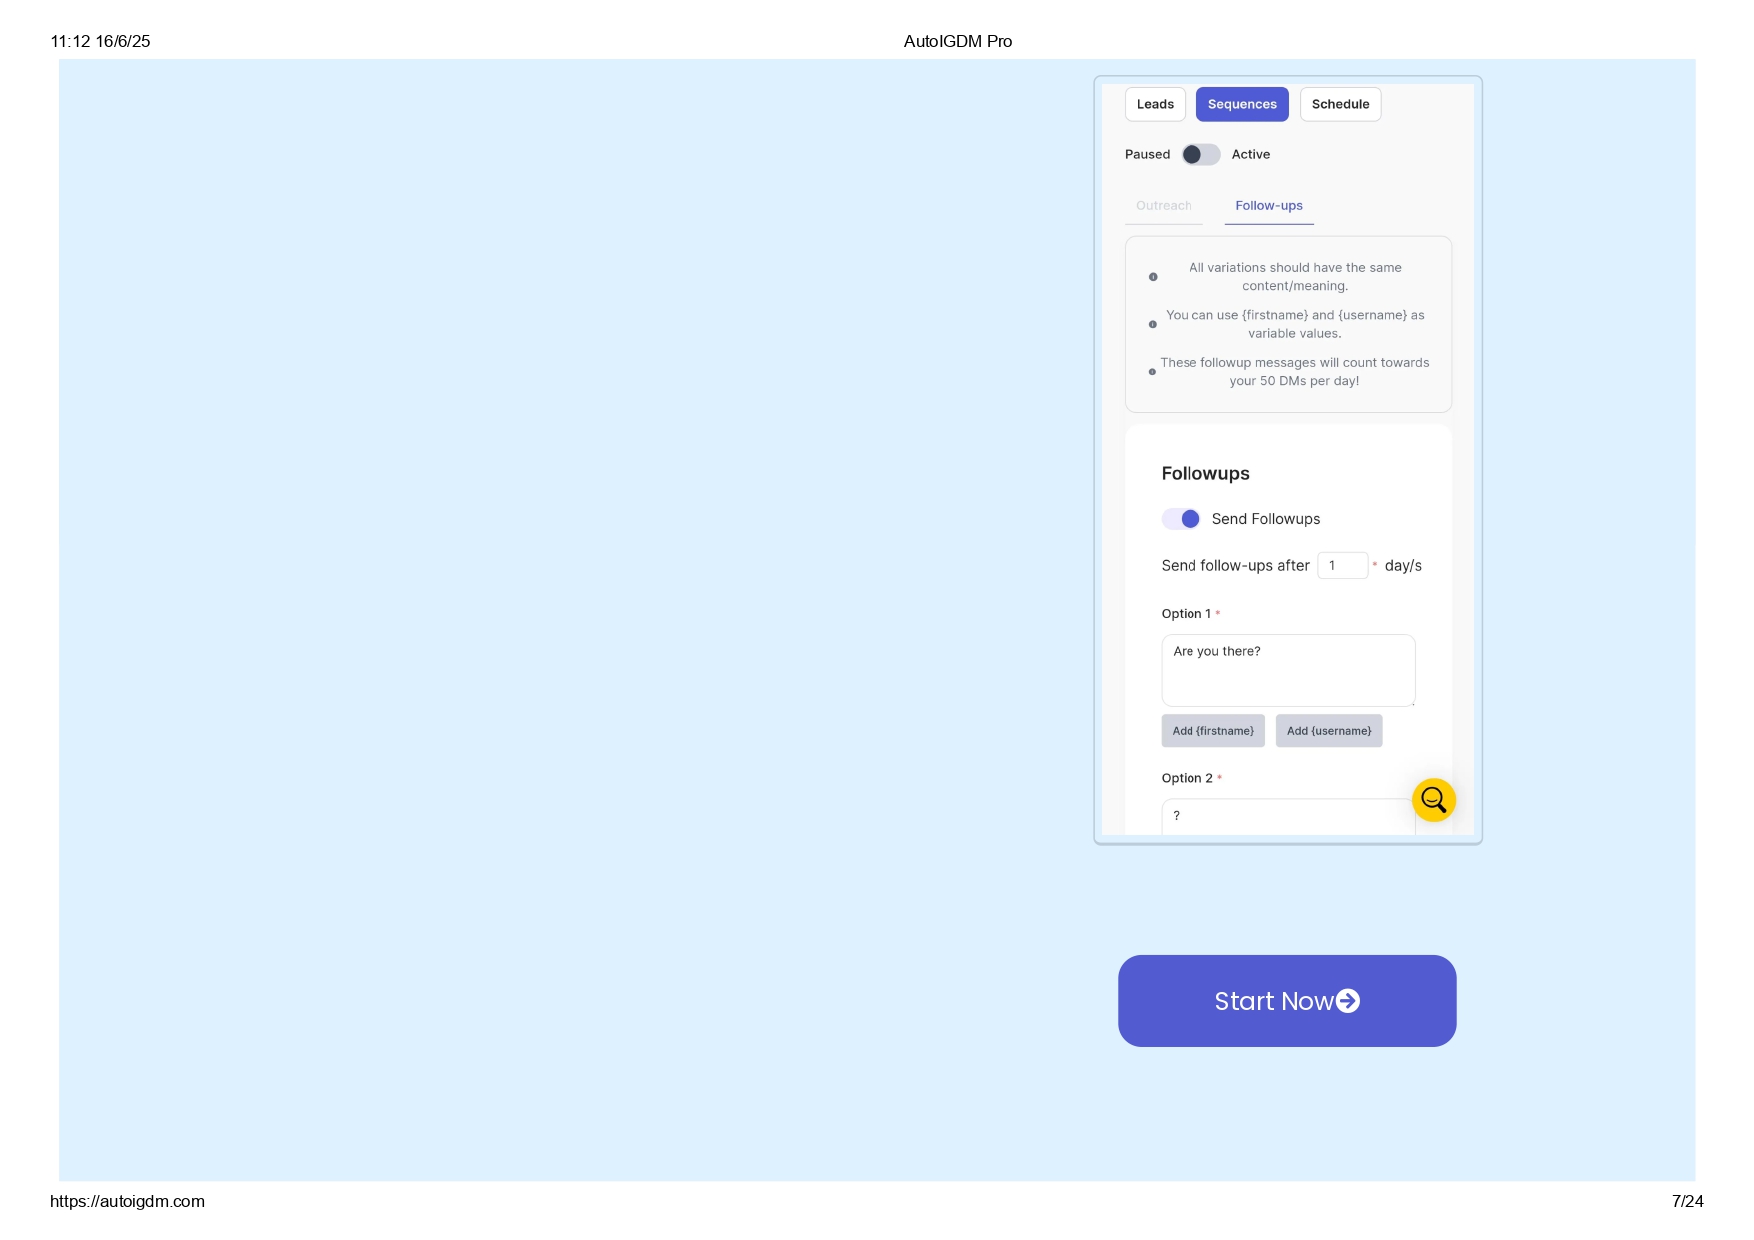 11:12 16/6/25
AutoIGDM Pro
Leads
Sequences
Schedule
Paused
Active
Outreach
Follow-ups
All variations should have the same
content/meaning.
You can use {firstname} and {username} as
variable values.
These followup messages will count towards
your 50 DMs per day!
Followups
Send Followups
Send follow-ups after 1 * day/s
Option 1 *
Are you there?
Add {firstname}
Add {username}
Option 2 *
?
Start Now
https://autoigdm.com
7/24